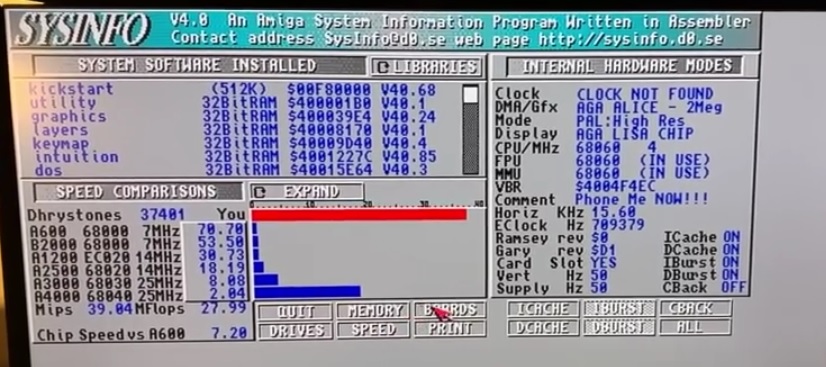 SYSINFO
V4.0 An Amiga System Information Program Written in Assembler
Contact address SysInfo@d0.se web page http://sysinfo.d0.se
SYSTEM SOFTWARE INSTALLED
LIBRARIES
kickstart (512K) $00F80000 V40.68
utility 32BitRAM $400001B0 V40.1
graphics 32BitRAM $400039E4 V40.24
layers 32BitRAM $40008170 V40.1
keymap 32BitRAM $40009D40 V40.1
intuition 32BitRAM $4001227C V40.85
dos 32BitRAM $40015E64 V40.3
INTERNAL HARDWARE MODES
Clock CLOCK NOT FOUND
DMA/Gfx AGA ALICE - 2Meg
Mode PAL:High Res
Display AGA LISA CHIP
CPU/MHz 68060 4
FPU 68060 (IN USE)
MMU 68060 (IN USE)
VBR $4004F4EC
Comment Phone Me NOW!!!
Horiz KHz 15.60
EClock Hz 709379
Ramsey rev $0 ICache ON
Gary rev $D1 DCache ON
Card Slot YES IBurst ON
Vert Hz 50 DBurst ON
Supply Hz 50 CBack OFF
SPEED COMPARISONS
EXPAND
Dhrystones 37401 You
A600 68000 7MHz 70.70
B2000 68000 7MHz 53.50
A1200 EC020 14MHz 30.73
A2500 68020 14MHz 18.19
A3000 68030 25MHz 8.08
A4000 68040 25MHz 2.04
Mips 39.04 MFlops 27.99
Chip Speed vs A600 7.20
QUIT MEMORY BOARDS
DRIVES SPEED PRINT
ICACHE IBURST CBACK
DCACHE DBURST ALL